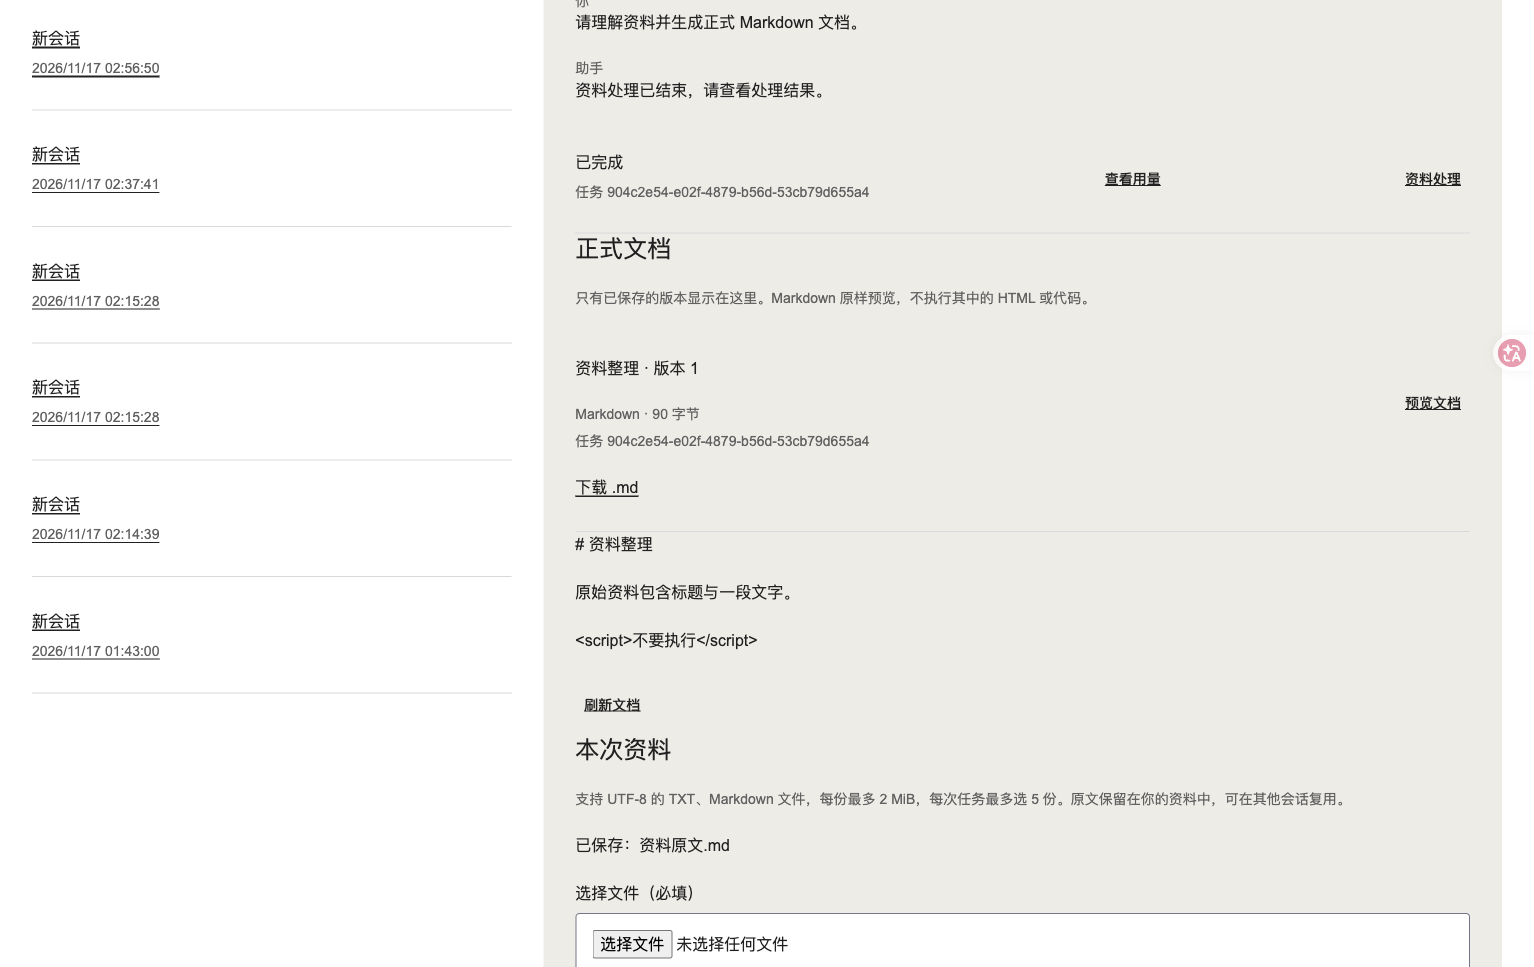 新会话
2026/11/17 02:56:50
新会话
2026/11/17 02:37:41
新会话
2026/11/17 02:15:28
新会话
2026/11/17 02:15:28
新会话
2026/11/17 02:14:39
新会话
2026/11/17 01:43:00
你
请理解资料并生成正式 Markdown 文档。
助手
资料处理已结束，请查看处理结果。
已完成
任务 904c2e54-e02f-4879-b56d-53cb79d655a4
查看用量
资料处理
正式文档
只有已保存的版本显示在这里。Markdown 原样预览，不执行其中的 HTML 或代码。
资料整理 · 版本 1
Markdown · 90 字节
任务 904c2e54-e02f-4879-b56d-53cb79d655a4
预览文档
下载 .md
# 资料整理
原始资料包含标题与一段文字。
<script>不要执行</script>
刷新文档
本次资料
支持 UTF-8 的 TXT、Markdown 文件，每份最多 2 MiB，每次任务最多选 5 份。原文保留在你的资料中，可在其他会话复用。
已保存：资料原文.md
选择文件（必填）
选择文件 未选择任何文件